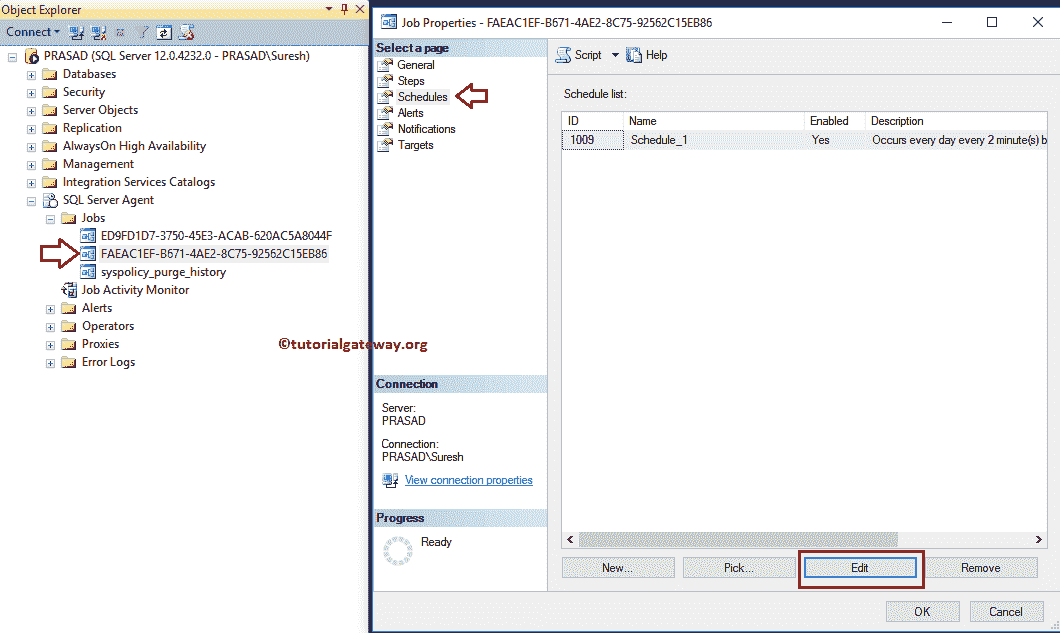 Object Explorer
Connect
PRASAD (SQL Server 12.0.4232.0 - PRASAD\Suresh)
Databases
Security
Server Objects
Replication
AlwaysOn High Availability
Management
Integration Services Catalogs
SQL Server Agent
Jobs
ED9FD1D7-3750-45E3-ACAB-620AC5A8044F
FAEAC1EF-B671-4AE2-8C75-92562C15EB86
syspolicy_purge_history
Job Activity Monitor
Alerts
Operators
Proxies
Error Logs
©tutorialgateway.org
Job Properties - FAEAC1EF-B671-4AE2-8C75-92562C15EB86
Select a page
General
Steps
Schedules
Alerts
Notifications
Targets
Connection
Server:
PRASAD
Connection:
PRASAD\Suresh
View connection properties
Progress
Ready
Script Help
Schedule list:
ID Name Enabled Description
1009 Schedule_1 Yes Occurs every day every 2 minute(s) b
New... Pick... Edit Remove
OK Cancel